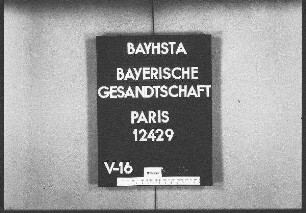 BAYHSTA
BAYERISCHE
GESANDTSCHAFT
PARIS
12429
V-16